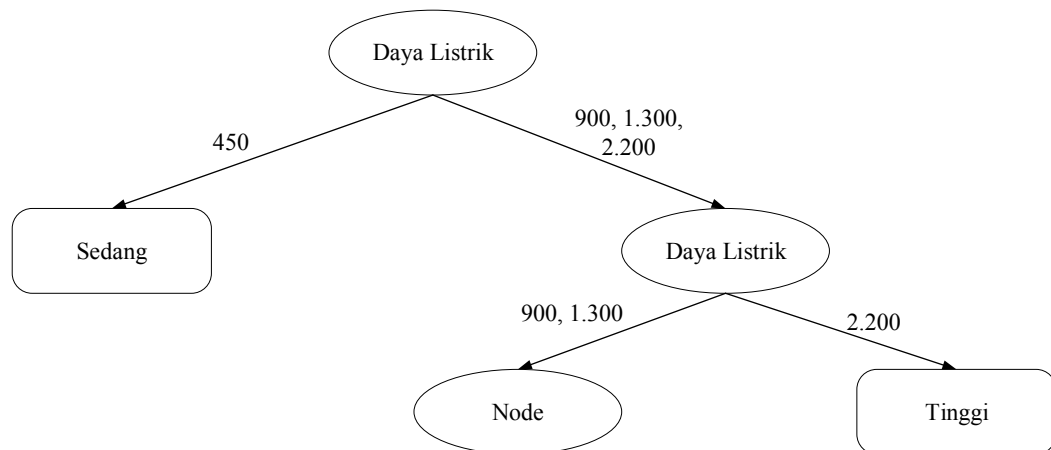 Daya Listrik
450
900, 1.300,
2.200
Sedang
Daya Listrik
900, 1.300
2.200
Node
Tinggi